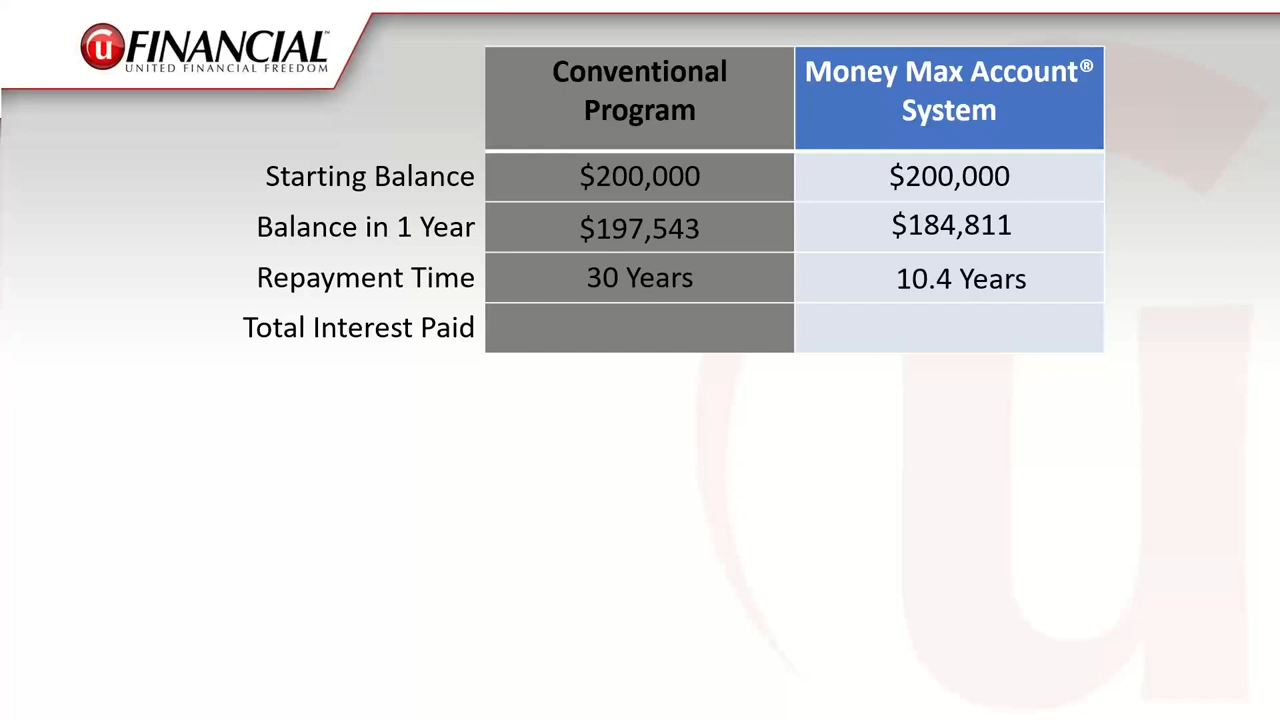 u FINANCIAL™
UNITED FINANCIAL FREEDOM
Conventional Program
Money Max Account® System
Starting Balance $200,000 $200,000
Balance in 1 Year $197,543 $184,811
Repayment Time 30 Years 10.4 Years
Total Interest Paid